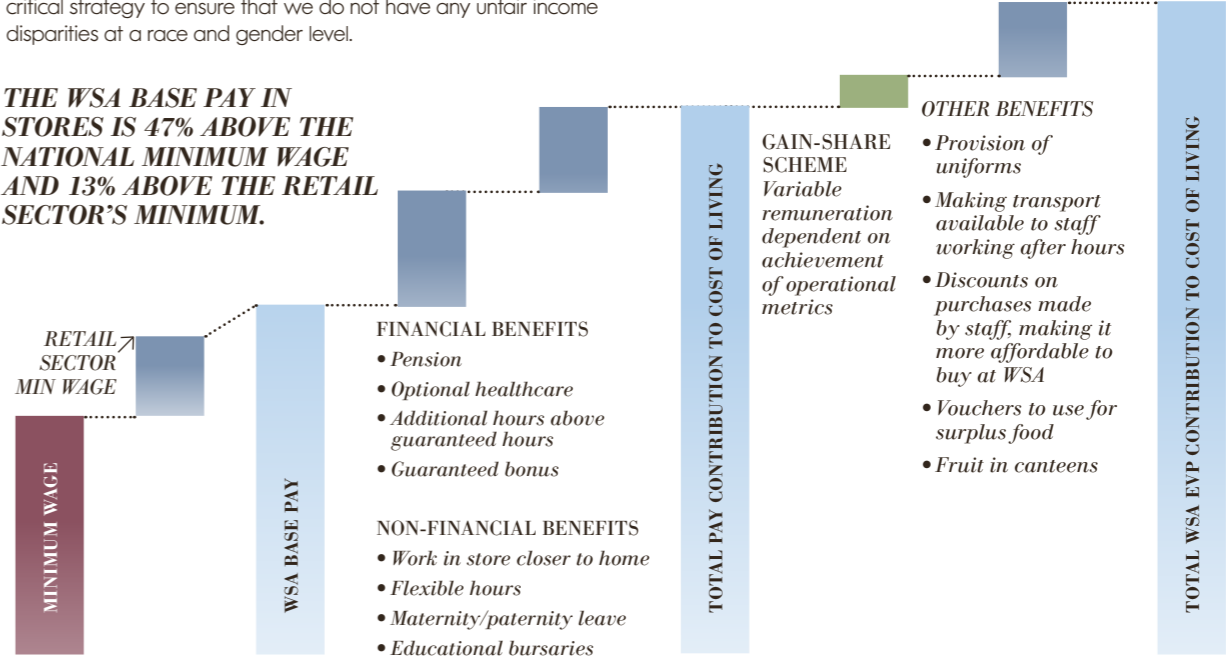 critical strategy to ensure that we do not have any unfair income
disparities at a race and gender level.
THE WSA BASE PAY IN
STORES IS 47% ABOVE THE
NATIONAL MINIMUM WAGE
AND 13% ABOVE THE RETAIL
SECTOR'S MINIMUM.
MINIMUM WAGE
RETAIL
SECTOR
MIN WAGE
WSA BASE PAY
FINANCIAL BENEFITS
• Pension
• Optional healthcare
• Additional hours above
guaranteed hours
• Guaranteed bonus
NON-FINANCIAL BENEFITS
• Work in store closer to home
• Flexible hours
• Maternity/paternity leave
• Educational bursaries
TOTAL PAY CONTRIBUTION TO COST OF LIVING
GAIN-SHARE
SCHEME
Variable
remuneration
dependent on
achievement
of operational
metrics
OTHER BENEFITS
• Provision of
uniforms
• Making transport
available to staff
working after hours
• Discounts on
purchases made
by staff, making it
more affordable to
buy at WSA
• Vouchers to use for
surplus food
• Fruit in canteens
TOTAL WSA EVP CONTRIBUTION TO COST OF LIVING